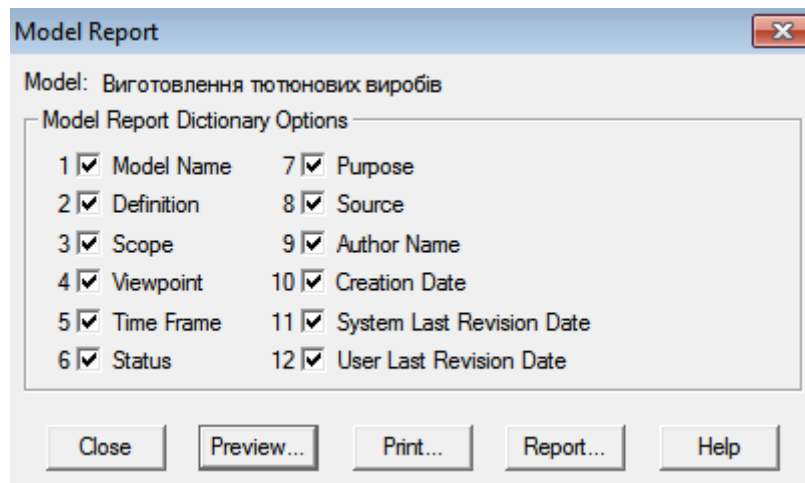 Model Report
Model: Виготовлення тютюнових виробів
Model Report Dictionary Options
1 Model Name 7 Purpose
2 Definition 8 Source
3 Scope 9 Author Name
4 Viewpoint 10 Creation Date
5 Time Frame 11 System Last Revision Date
6 Status 12 User Last Revision Date
Close Preview... Print... Report... Help